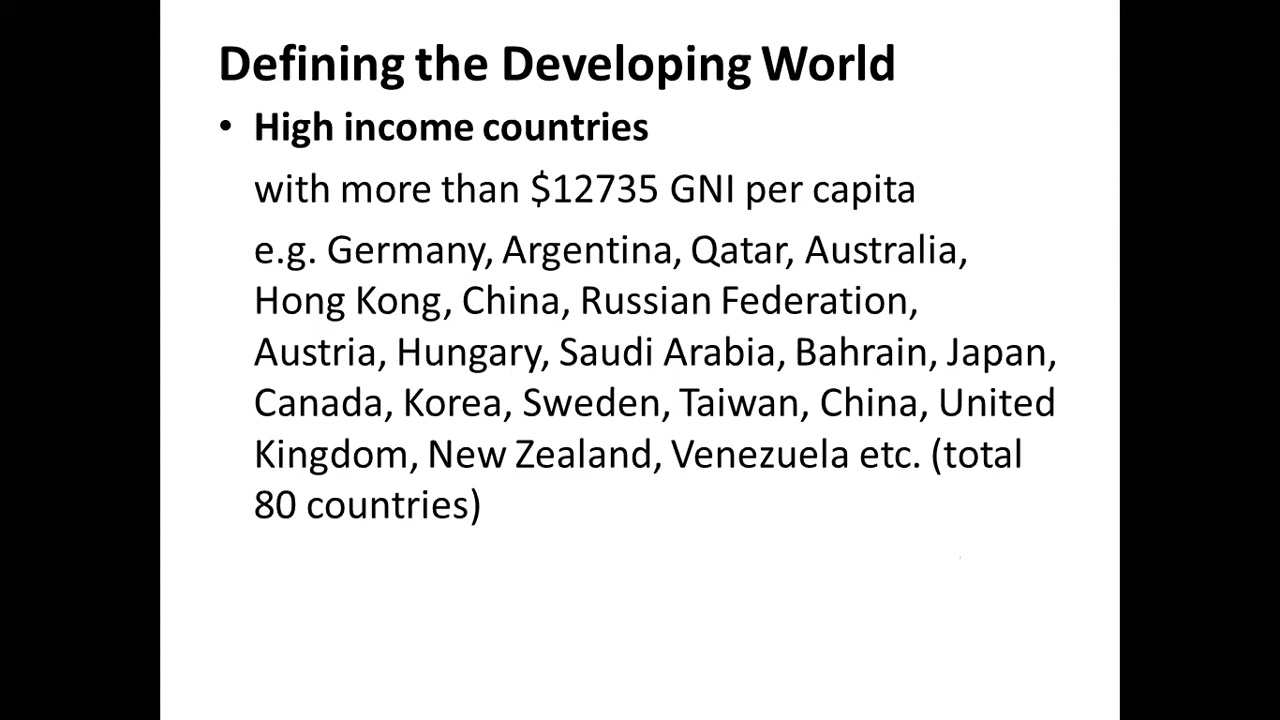 Defining the Developing World
• High income countries
with more than $12735 GNI per capita
e.g. Germany, Argentina, Qatar, Australia,
Hong Kong, China, Russian Federation,
Austria, Hungary, Saudi Arabia, Bahrain, Japan,
Canada, Korea, Sweden, Taiwan, China, United
Kingdom, New Zealand, Venezuela etc. (total
80 countries)